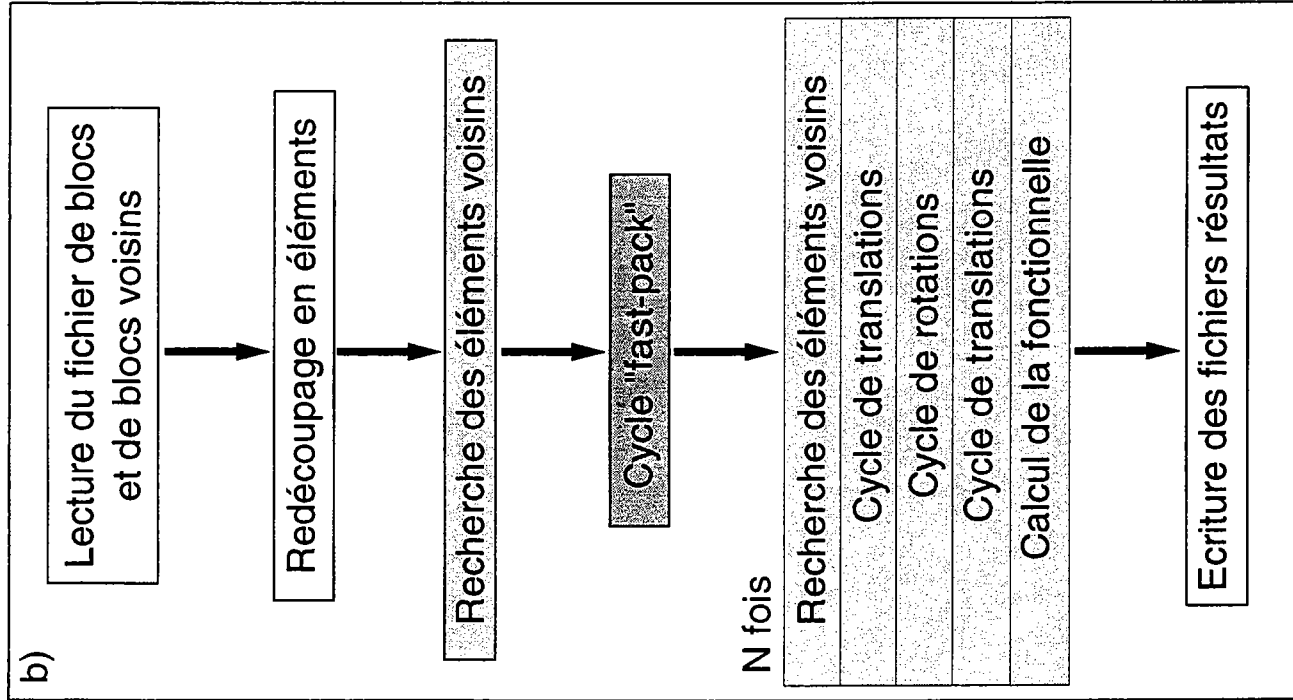 b)
Lecture du fichier de blocs
et de blocs voisins
Redécoupage en éléments
Recherche des éléments voisins
Cycle "fast-pack"
N fois
Recherche des éléments voisins
Cycle de translations
Cycle de rotations
Cycle de translations
Calcul de la fonctionnelle
Ecriture des fichiers résultats